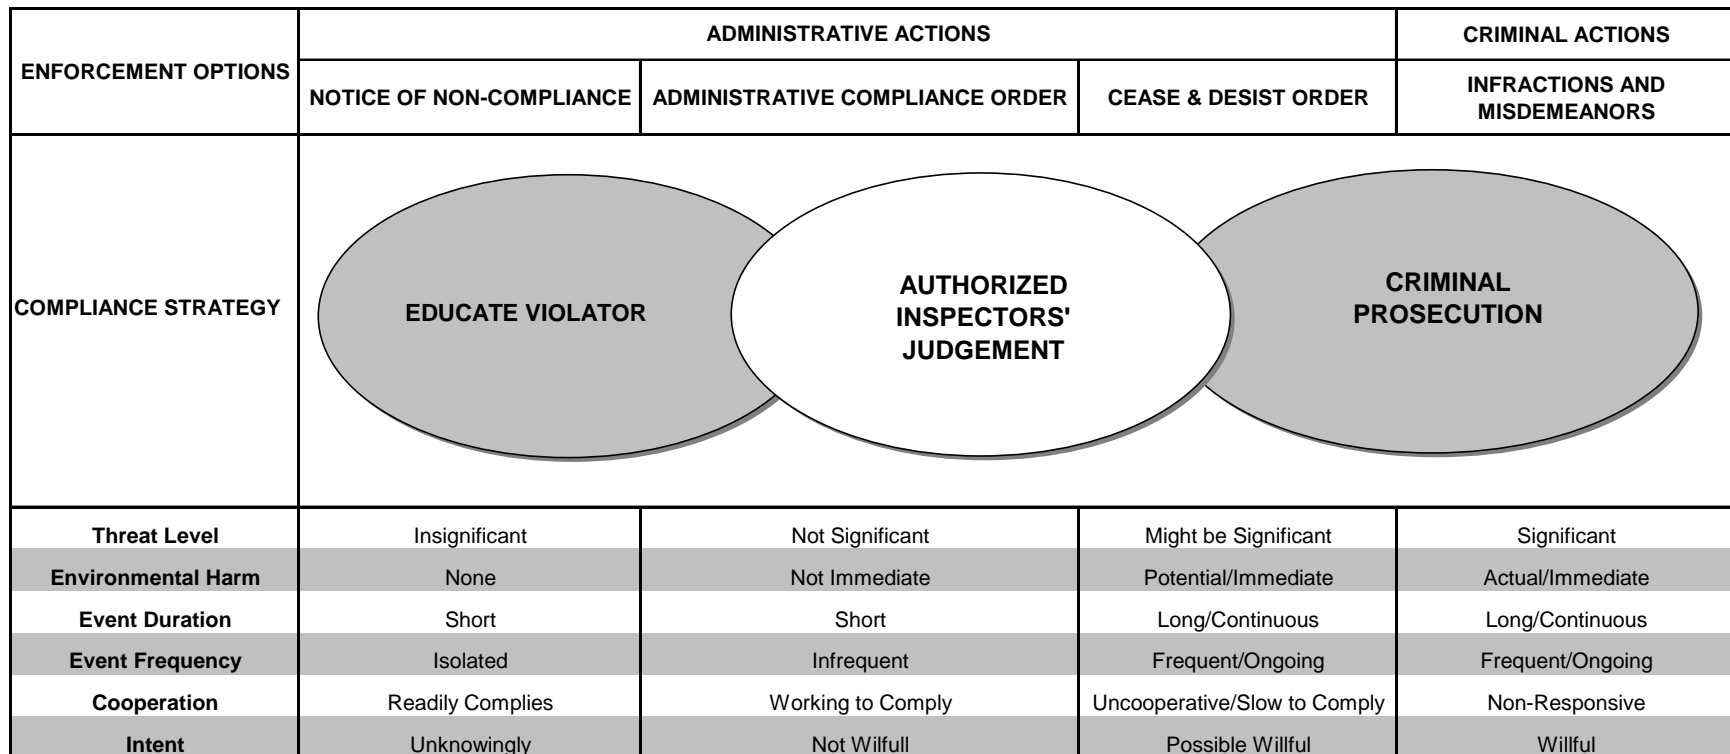 ENFORCEMENT OPTIONS
ADMINISTRATIVE ACTIONS
CRIMINAL ACTIONS
NOTICE OF NON-COMPLIANCE
ADMINISTRATIVE COMPLIANCE ORDER
CEASE & DESIST ORDER
INFRACTIONS AND
MISDEMEANORS
COMPLIANCE STRATEGY
EDUCATE VIOLATOR
AUTHORIZED
INSPECTORS'
JUDGEMENT
CRIMINAL
PROSECUTION
Threat Level Insignificant Not Significant Might be Significant Significant
Environmental Harm None Not Immediate Potential/Immediate Actual/Immediate
Event Duration Short Short Long/Continuous Long/Continuous
Event Frequency Isolated Infrequent Frequent/Ongoing Frequent/Ongoing
Cooperation Readily Complies Working to Comply Uncooperative/Slow to Comply Non-Responsive
Intent Unknowingly Not Wilfull Possible Willful Willful